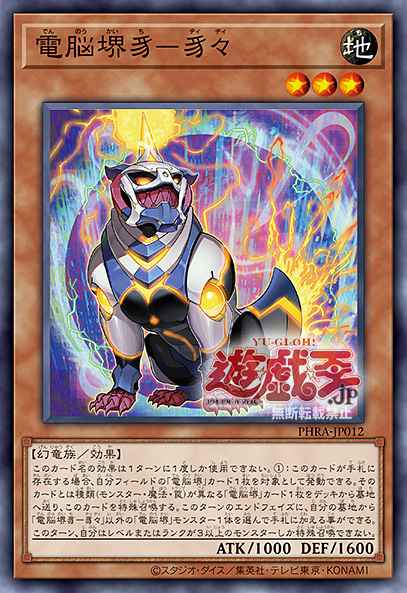 電脳堺豸－豸々
でん のう かい ち ディ ディ
地
YU-GI-OH!
遊戯王.jp
無断転載禁止
PHRA-JP012
【幻竜族／効果】
このカード名の効果は１ターンに１度しか使用できない。①：このカードが手札に
存在する場合、自分フィールドの「電脳堺」カード１枚を対象として発動できる。その
カードとは種類（モンスター・魔法・罠）が異なる「電脳堺」カード１枚をデッキから墓地
へ送り、このカードを特殊召喚する。このターンのエンドフェイズに、自分の墓地から
「電脳堺豸－豸々」以外の「電脳堺」モンスター１体を選んで手札に加える事ができる。
このターン、自分はレベルまたはランクが３以上のモンスターしか特殊召喚できない。
ATK/1000 DEF/1600
©スタジオ・ダイス／集英社・テレビ東京・KONAMI